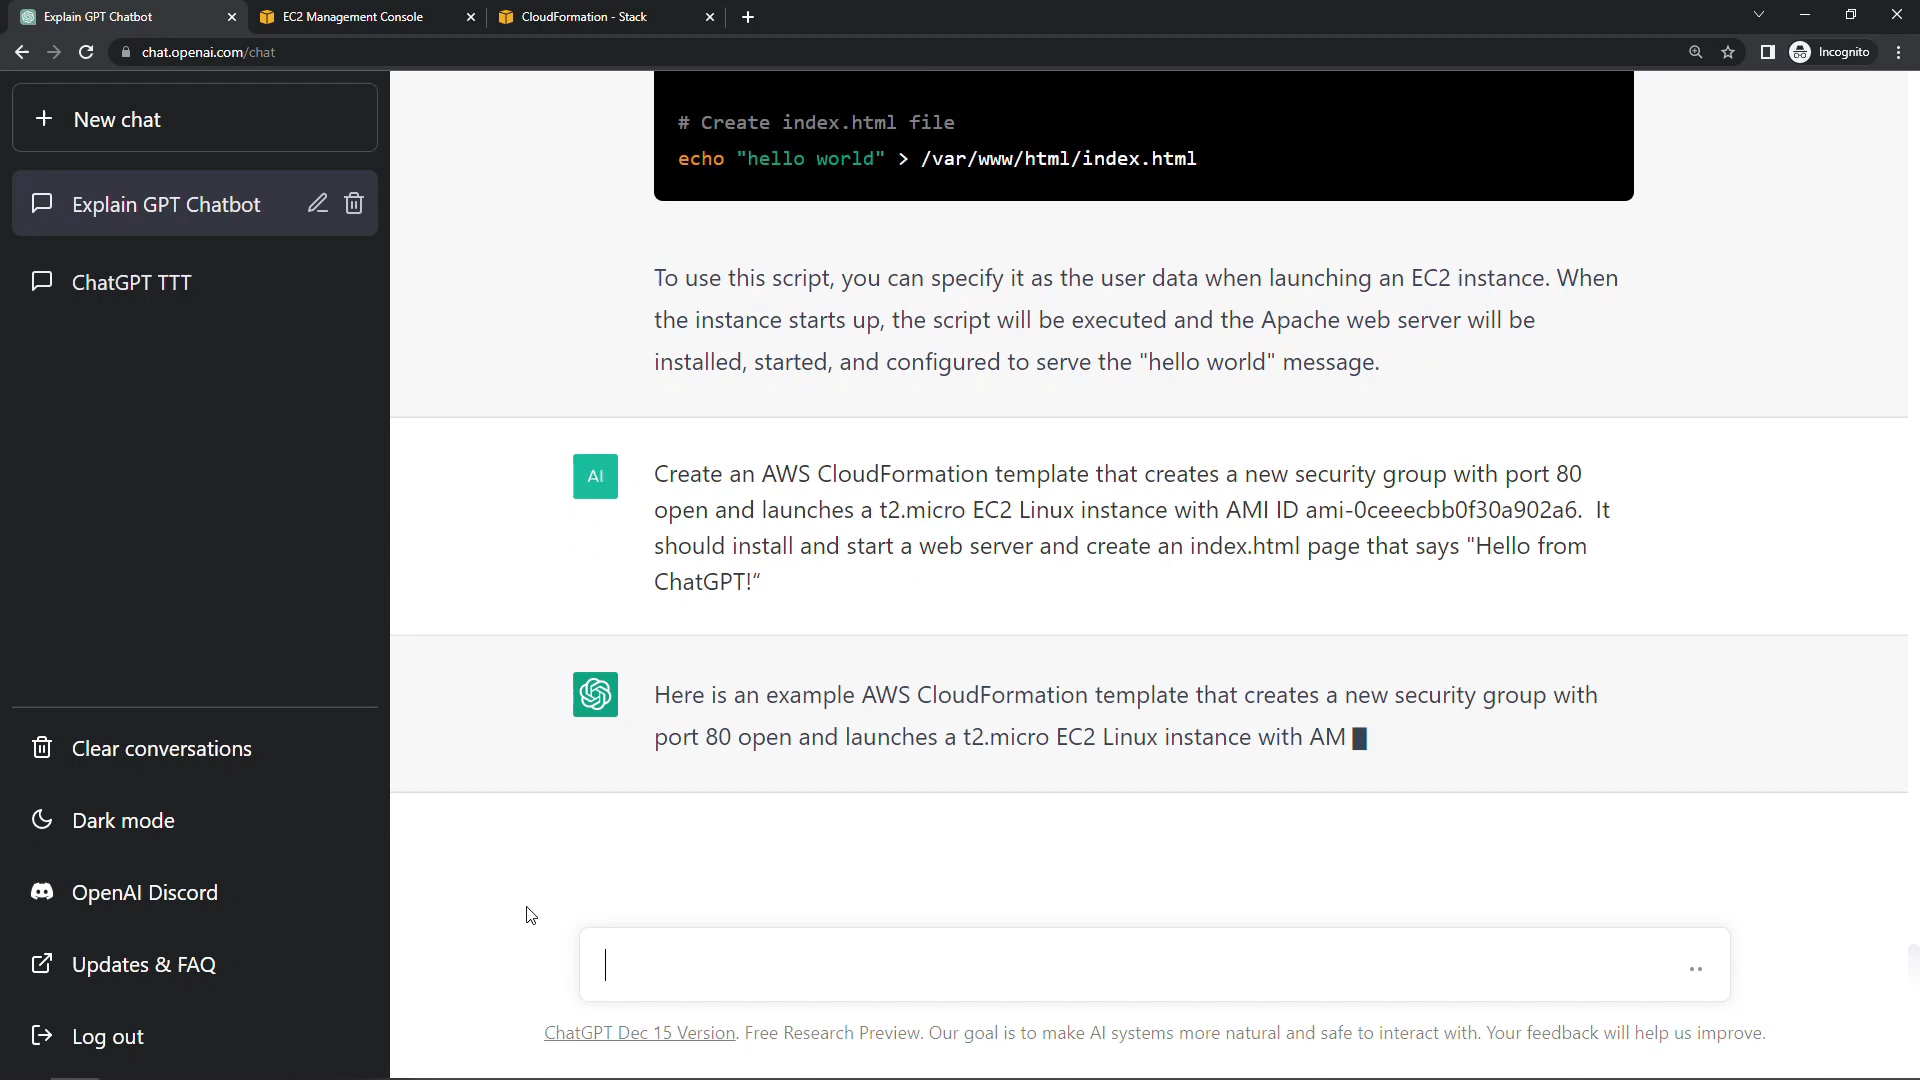 Explain GPT Chatbot
EC2 Management Console
CloudFormation - Stack
chat.openai.com/chat
Incognito
New chat
Explain GPT Chatbot
ChatGPT TTT
Clear conversations
Dark mode
OpenAI Discord
Updates & FAQ
Log out
# Create index.html file
echo "hello world" > /var/www/html/index.html
To use this script, you can specify it as the user data when launching an EC2 instance. When
the instance starts up, the script will be executed and the Apache web server will be
installed, started, and configured to serve the "hello world" message.
AI
Create an AWS CloudFormation template that creates a new security group with port 80
open and launches a t2.micro EC2 Linux instance with AMI ID ami-0ceeecbb0f30a902a6.  It
should install and start a web server and create an index.html page that says "Hello from
ChatGPT!“
Here is an example AWS CloudFormation template that creates a new security group with
port 80 open and launches a t2.micro EC2 Linux instance with AM
ChatGPT Dec 15 Version. Free Research Preview. Our goal is to make AI systems more natural and safe to interact with. Your feedback will help us improve.